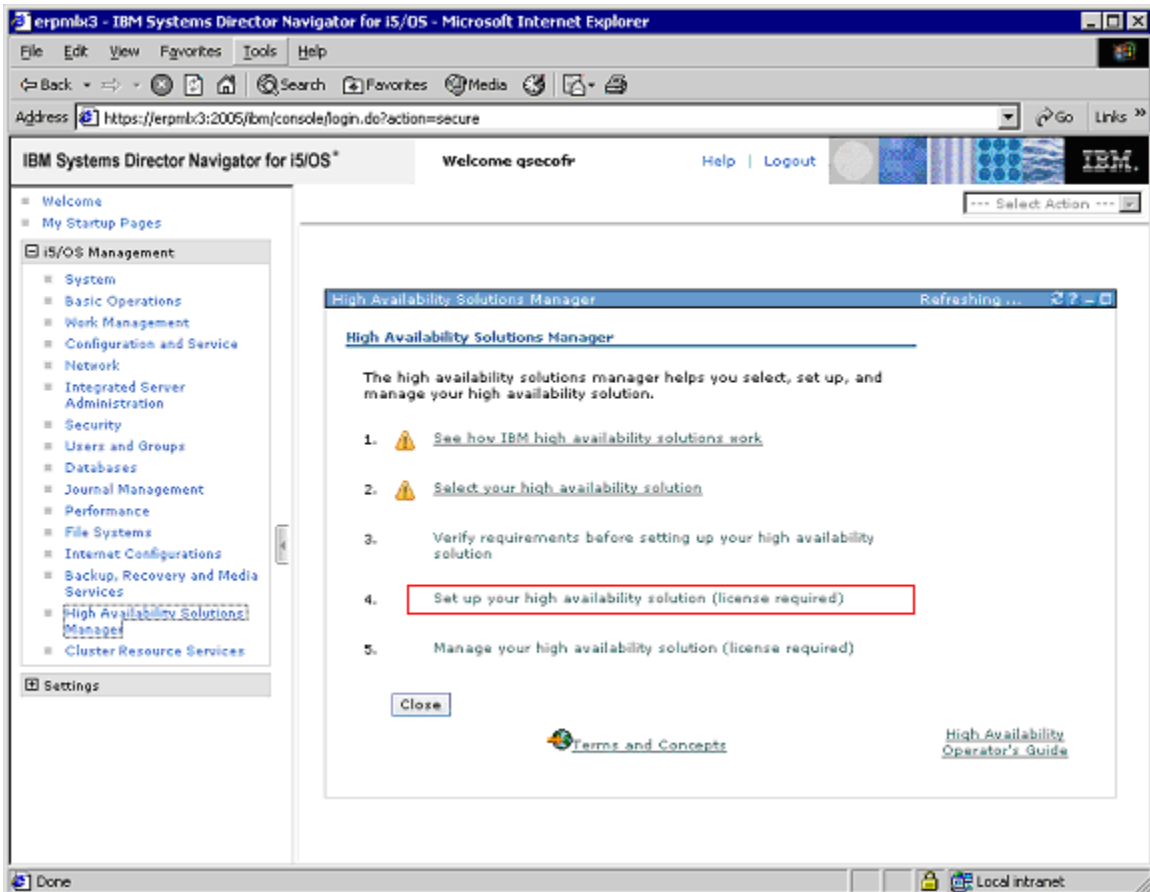 erpmlx3 - IBM Systems Director Navigator for i5/OS - Microsoft Internet Explorer
File Edit View Favorites Tools Help
Back Search Favorites Media
Address https://erpmlx3:2005/ibm/console/login.do?action=secure Go Links »
IBM Systems Director Navigator for i5/OS* Welcome qsecofr Help | Logout IBM.
Welcome
My Startup Pages
--- Select Action ---
i5/OS Management
System
Basic Operations
Work Management
Configuration and Service
Network
Integrated Server
Administration
Security
Users and Groups
Databases
Journal Management
Performance
File Systems
Internet Configurations
Backup, Recovery and Media
Services
High Availability Solutions
Manager
Cluster Resource Services
Settings
High Availability Solutions Manager Refreshing ... ?
High Availability Solutions Manager
The high availability solutions manager helps you select, set up, and
manage your high availability solution.
1. See how IBM high availability solutions work
2. Select your high availability solution
3. Verify requirements before setting up your high availability
solution
4. Set up your high availability solution (license required)
5. Manage your high availability solution (license required)
Close
Terms and Concepts
High Availability
Operator's Guide
Done Local intranet